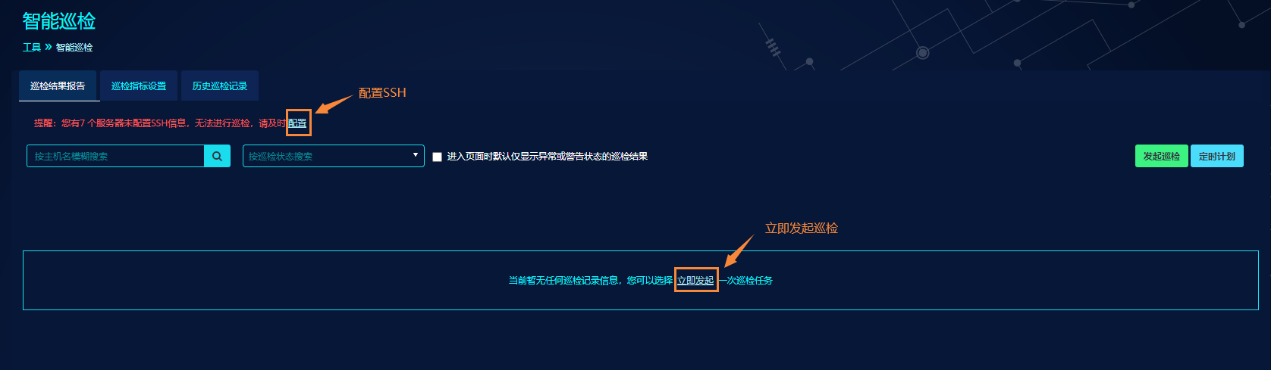 智能巡检
工具 » 智能巡检
巡检结果报告 巡检指标设置 历史巡检记录
配置SSH
提醒：您有7 个服务器未配置SSH信息，无法进行巡检，请及时配置
按主机名模糊搜索 按巡检状态搜索 进入页面时默认仅显示异常或警告状态的巡检结果 发起巡检 定时计划
立即发起巡检
当前暂无任何巡检记录信息，您可以选择 立即发起 一次巡检任务